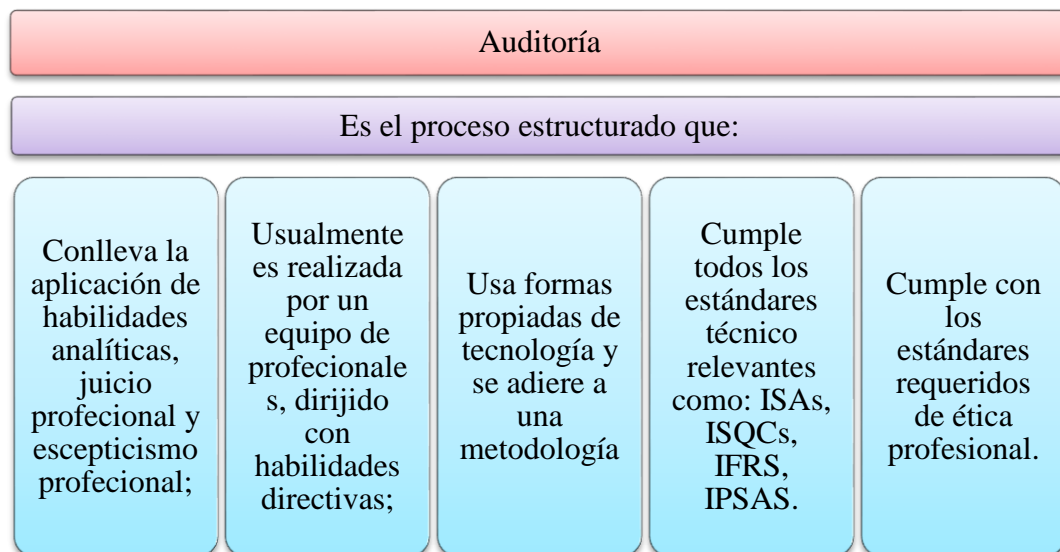 Auditoría
Es el proceso estructurado que:
Conlleva la
aplicación de
habilidades
analíticas,
juicio
profecional y
escepticismo
profecional;
Usualmente
es realizada
por un
equipo de
profecionale
s, dirijido
con
habilidades
directivas;
Usa formas
propiadas de
tecnología y
se adiere a
una
metodología
Cumple
todos los
estándares
técnico
relevantes
como: ISAs,
ISQCs,
IFRS,
IPSAS.
Cumple con
los
estándares
requeridos
de ética
profesional.